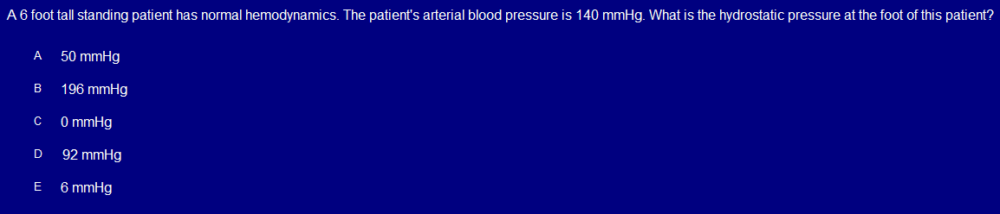 A 6 foot tall standing patient has normal hemodynamics. The patient's arterial blood pressure is 140 mmHg. What is the hydrostatic pressure at the foot of this patient?
A 50 mmHg
B 196 mmHg
C 0 mmHg
D 92 mmHg
E 6 mmHg